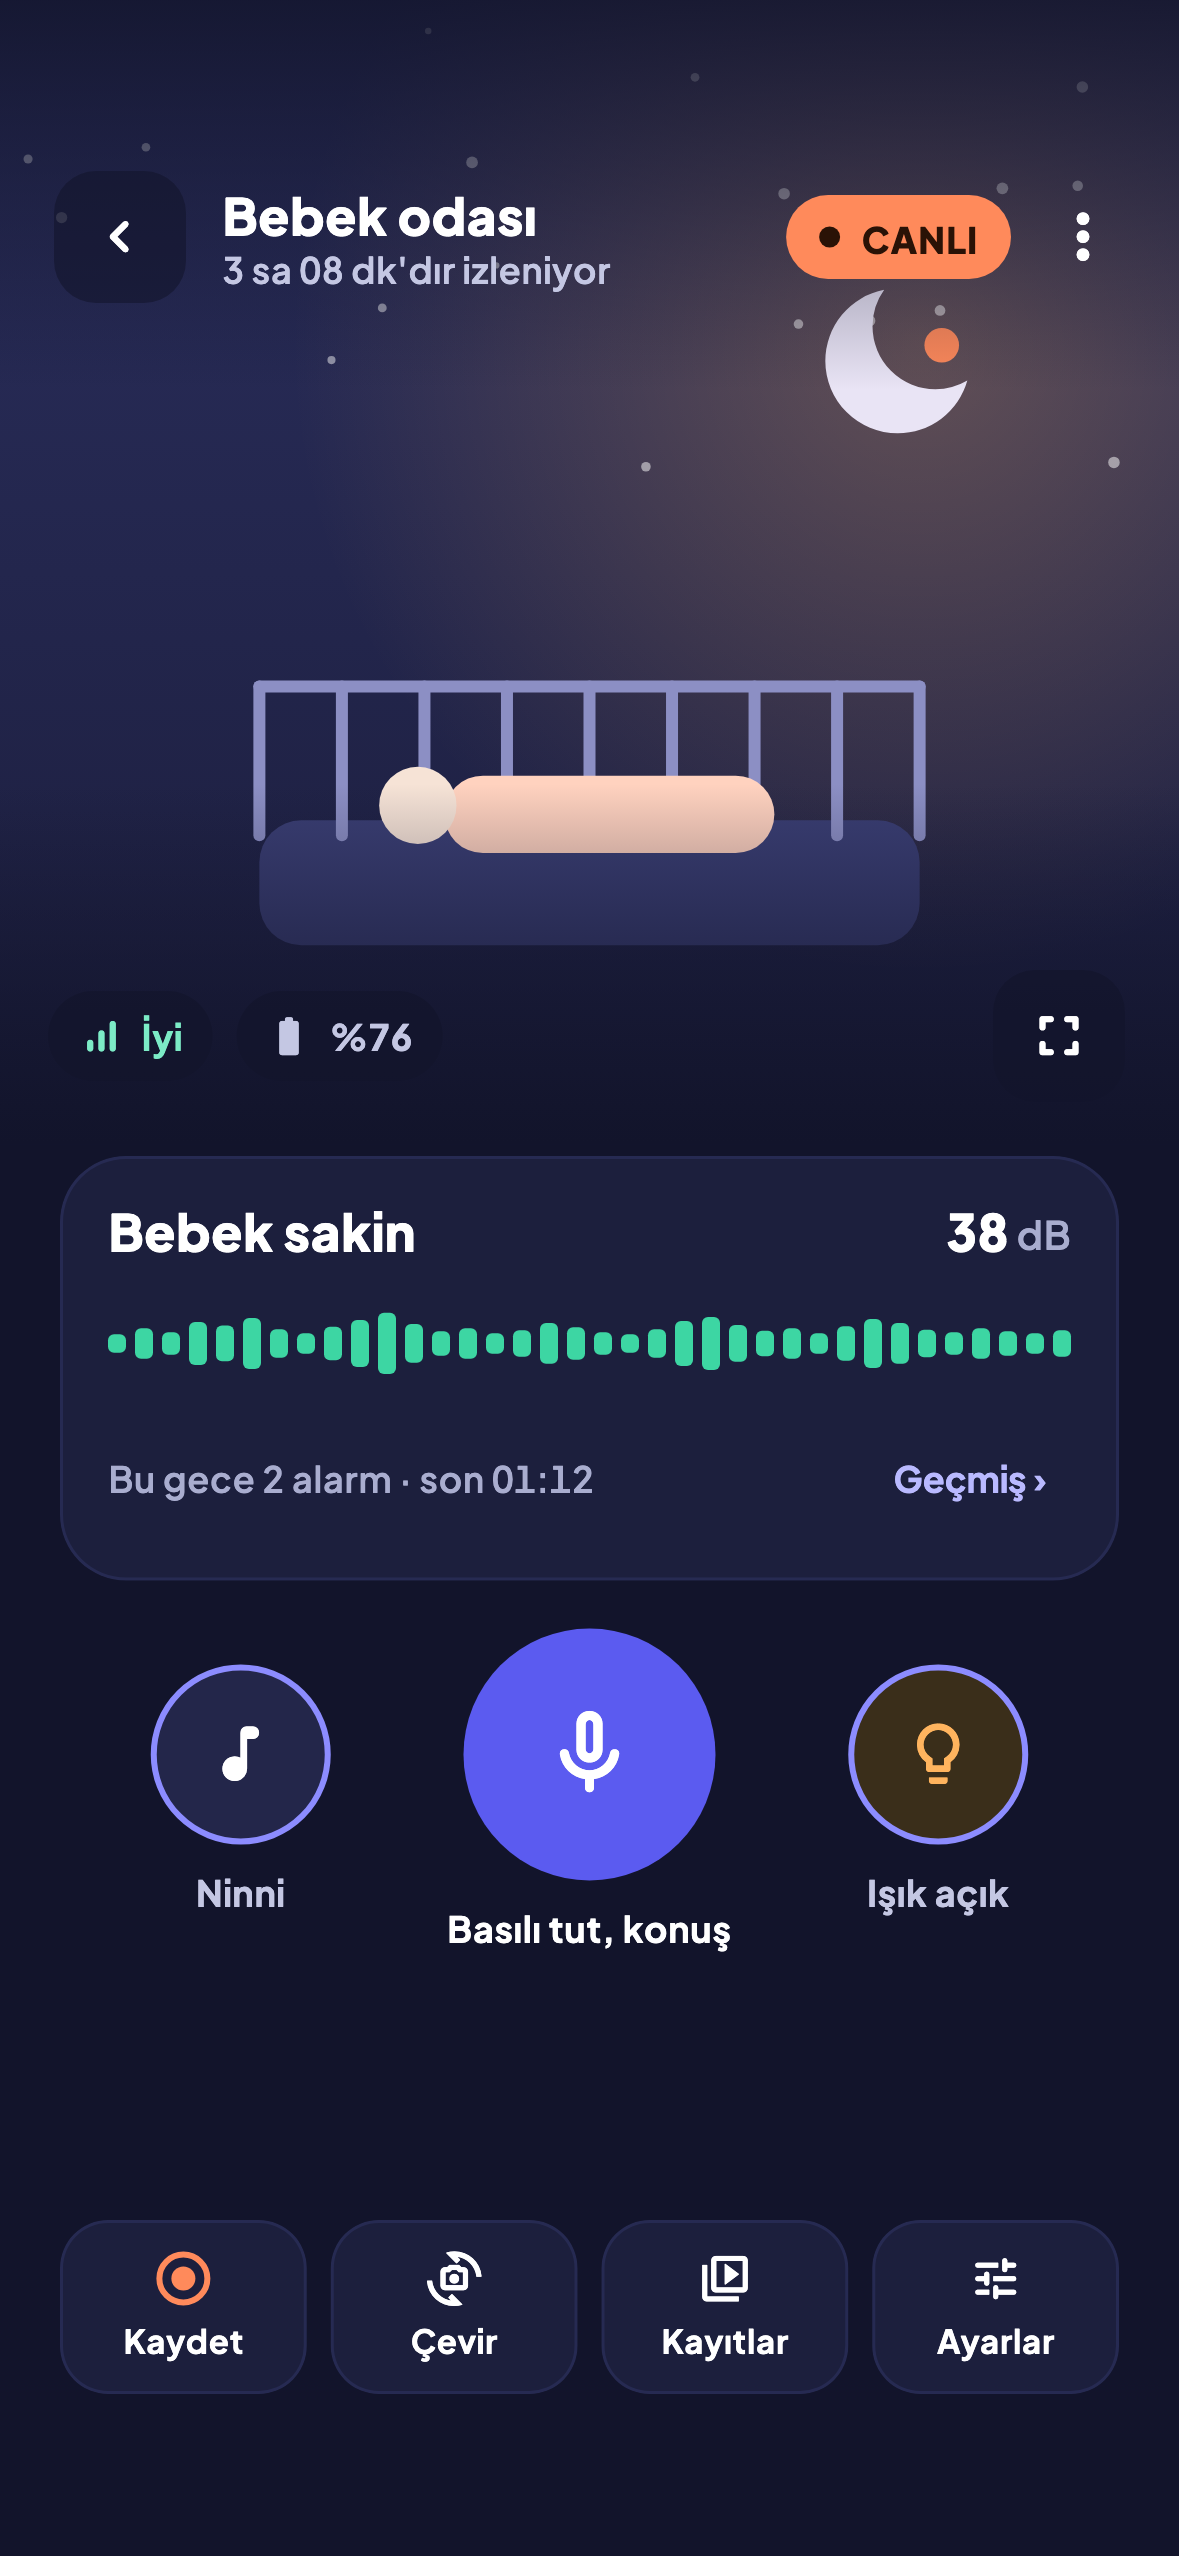 Bebek odası
CANLI
3 sa 08 dk'dır izleniyor
İyi
%76
Bebek sakin
38 dB
Bu gece 2 alarm · son 01:12
Geçmiş ›
Ninni
Işık açık
Basılı tut, konuş
Kaydet
Çevir
Kayıtlar
Ayarlar